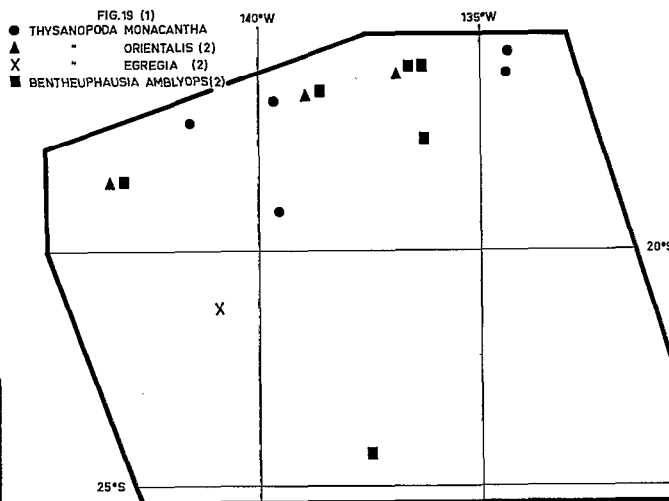 FIG.19 (1)
THYSANOPODA MONACANTHA
" ORIENTALIS (2)
" EGREGIA (2)
BENTHEUPHAUSIA AMBLYOPS(2)
140°W
135°W
20°S
X
25°S